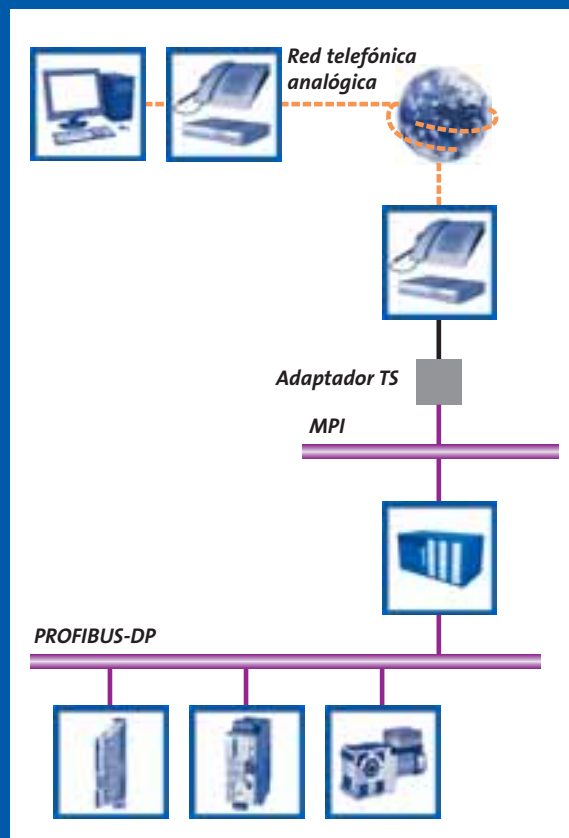 Red telefónica
analógica
Adaptador TS
MPI
PROFIBUS-DP